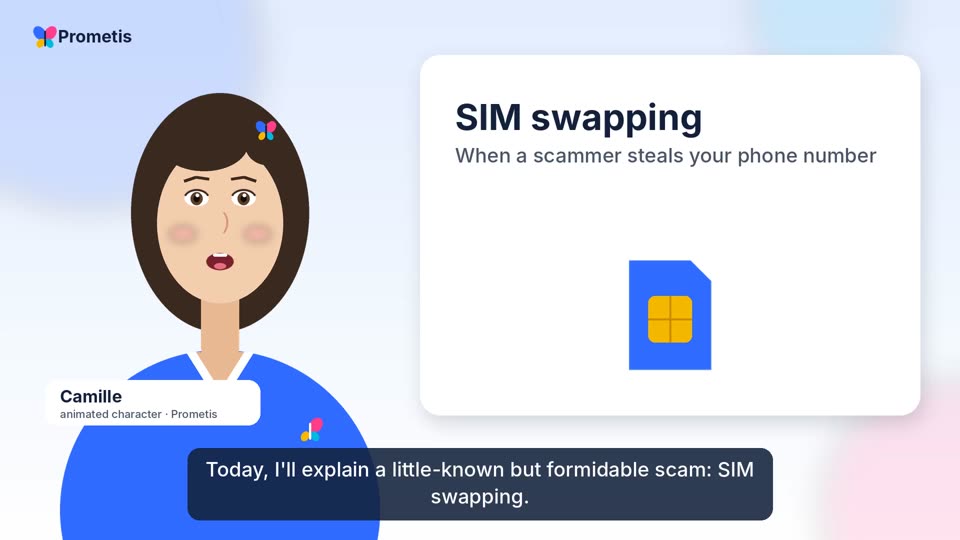 Prometis
SIM swapping
When a scammer steals your phone number
Camille
animated character · Prometis
Today, I'll explain a little-known but formidable scam: SIM
swapping.